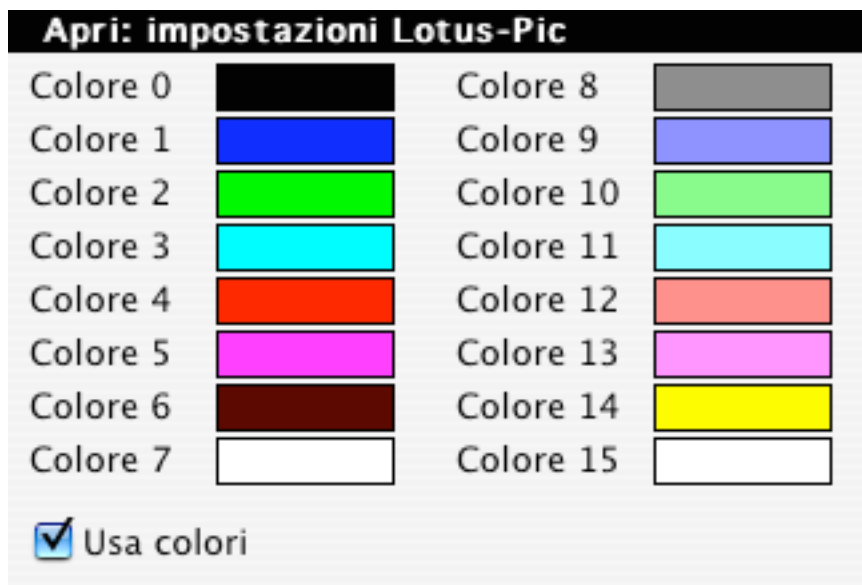 Apri: impostazioni Lotus-Pic
Colore 0 Colore 8
Colore 1 Colore 9
Colore 2 Colore 10
Colore 3 Colore 11
Colore 4 Colore 12
Colore 5 Colore 13
Colore 6 Colore 14
Colore 7 Colore 15
Usa colori